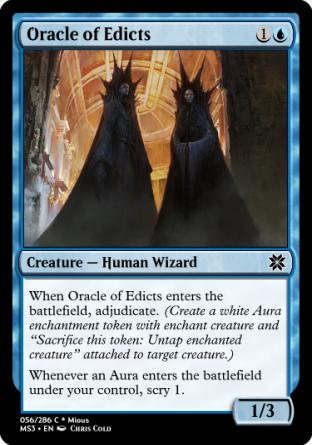 Oracle of Edicts 1
Creature — Human Wizard
When Oracle of Edicts enters the
battlefield, adjudicate. (Create a white Aura
enchantment token with enchant creature and
“Sacrifice this token: Untap enchanted
creature” attached to target creature.)
Whenever an Aura enters the battlefield
under your control, scry 1.
1/3
056/286 C * Mious
MS3 • EN Chris Cold